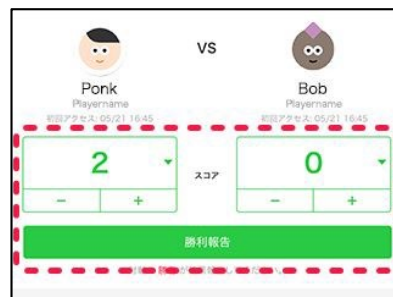 VS
Ponk
Bob
Playername
Playername
初回アクセス: 05/21 16:45
初回アクセス: 05/21 16:45
2
スコア
0
− +
− +
勝利報告